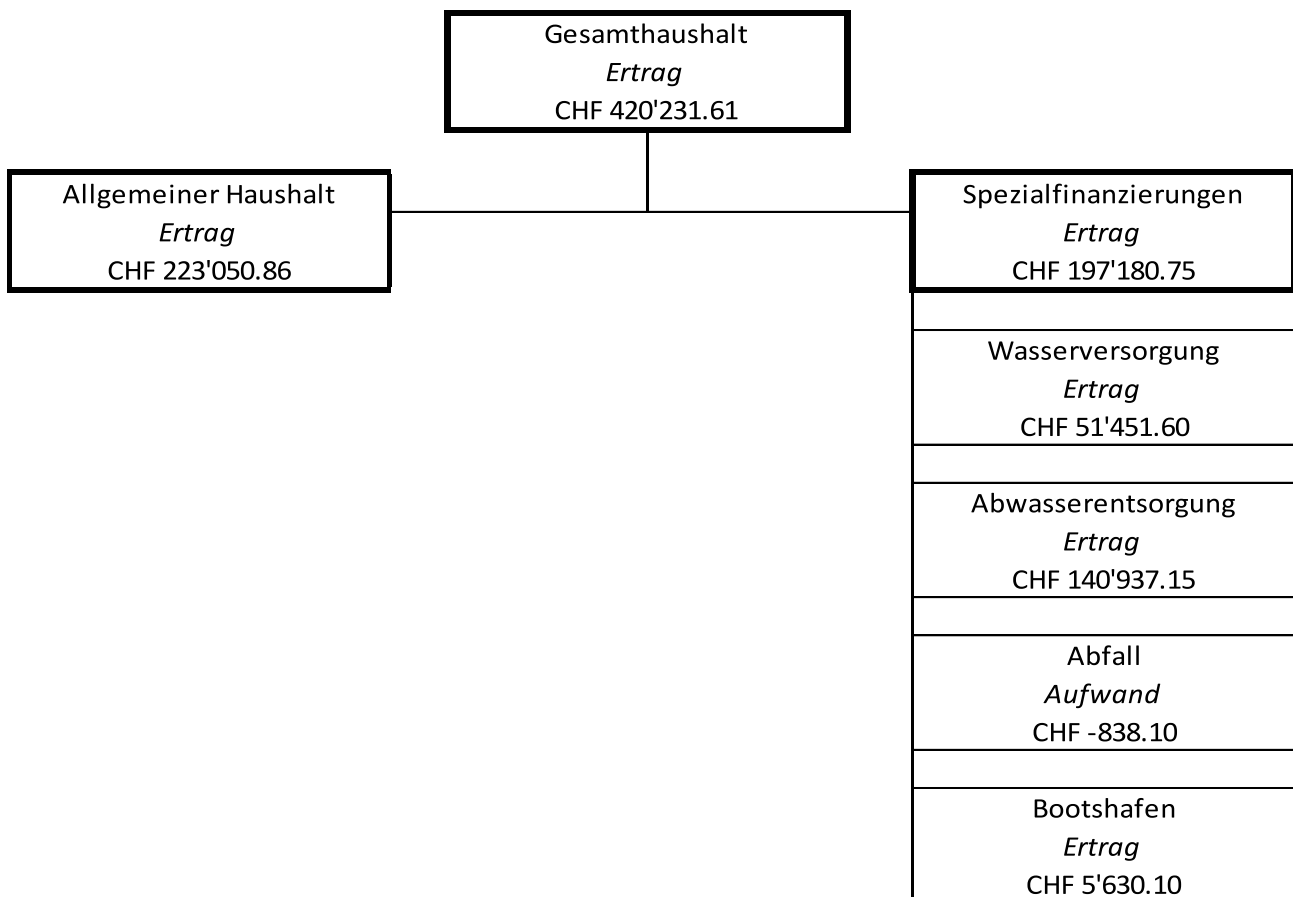 Gesamthaushalt
Ertrag
CHF 420'231.61
Allgemeiner Haushalt
Ertrag
CHF 223'050.86
Spezialfinanzierungen
Ertrag
CHF 197'180.75
Wasserversorgung
Ertrag
CHF 51'451.60
Abwasserentsorgung
Ertrag
CHF 140'937.15
Abfall
Aufwand
CHF -838.10
Bootshafen
Ertrag
CHF 5'630.10